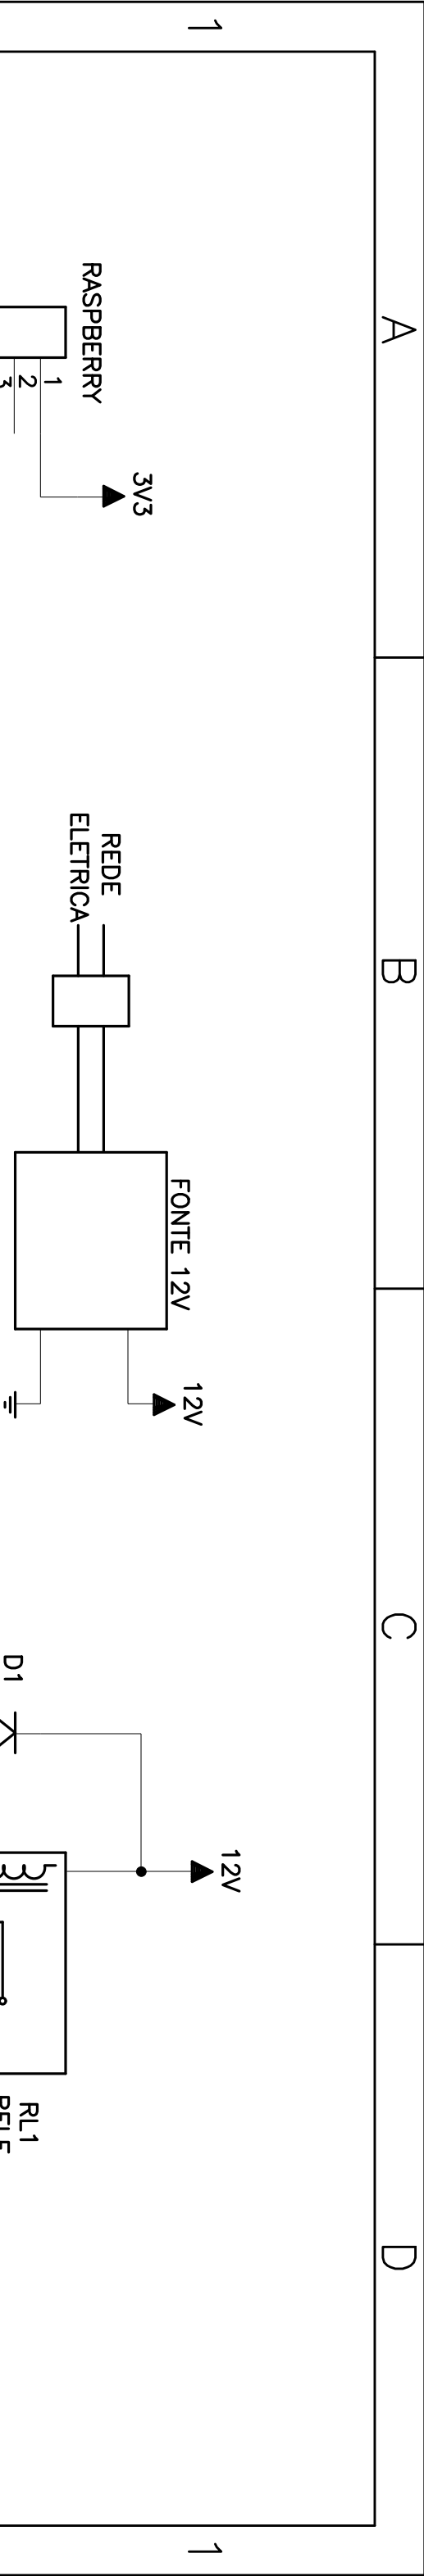 A
B
C
D
1
1
RASPBERRY
1
2
3V3
REDE
ELETRICA
FONTE 12V
12V
12V
D1
RL1